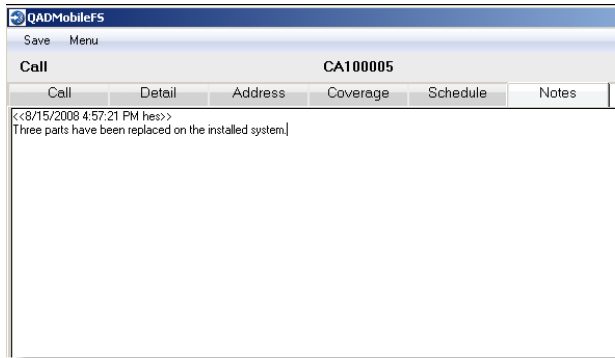 QADMobileFS
Save Menu
Call CA100005
Call Detail Address Coverage Schedule Notes
<<8/15/2008 4:57:21 PM hes>>
Three parts have been replaced on the installed system.